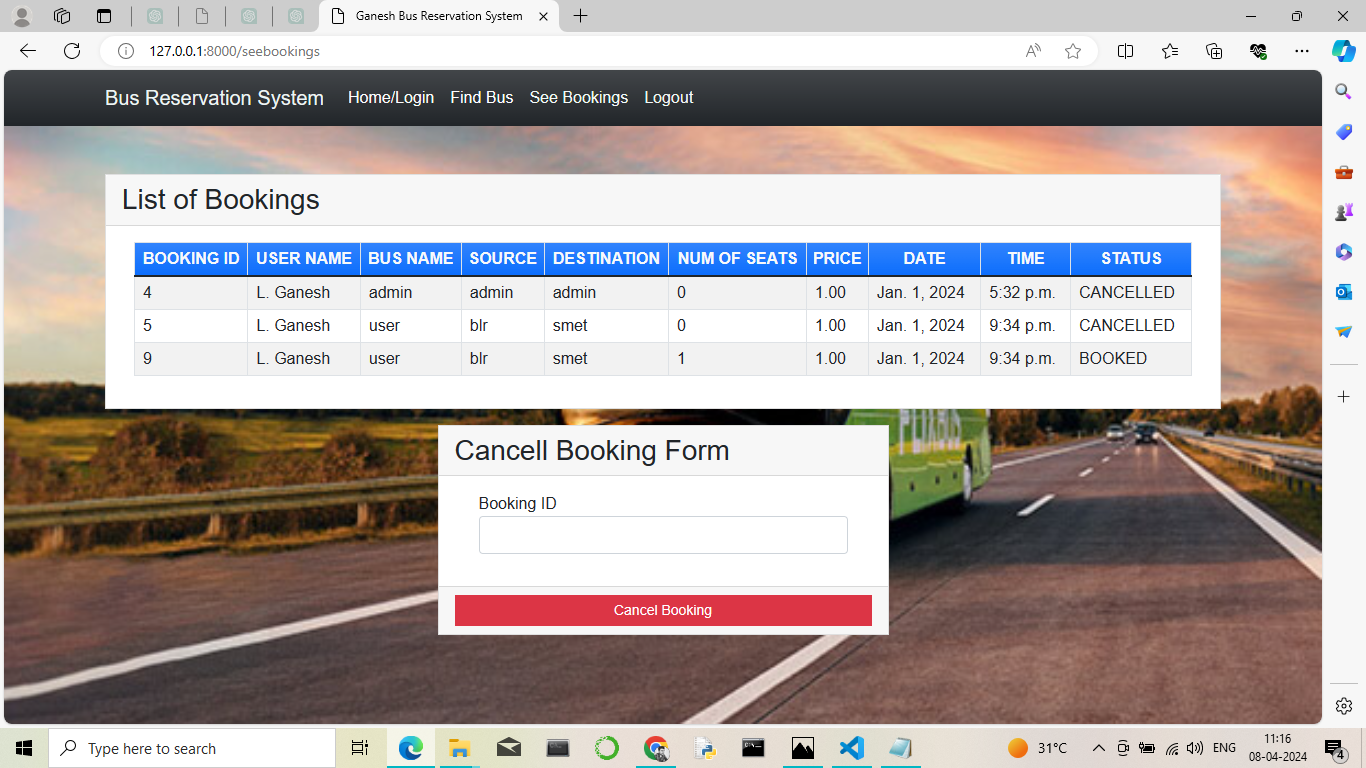 Ganesh Bus Reservation System
127.0.0.1:8000/seebookings
Bus Reservation System Home/Login Find Bus See Bookings Logout
List of Bookings
BOOKING ID USER NAME BUS NAME SOURCE DESTINATION NUM OF SEATS PRICE DATE TIME STATUS
4 L. Ganesh admin admin admin 0 1.00 Jan. 1, 2024 5:32 p.m. CANCELLED
5 L. Ganesh user blr smet 0 1.00 Jan. 1, 2024 9:34 p.m. CANCELLED
9 L. Ganesh user blr smet 1 1.00 Jan. 1, 2024 9:34 p.m. BOOKED
Cancell Booking Form
Booking ID
Cancel Booking
Type here to search
31°C
ENG
11:16
08-04-2024
4